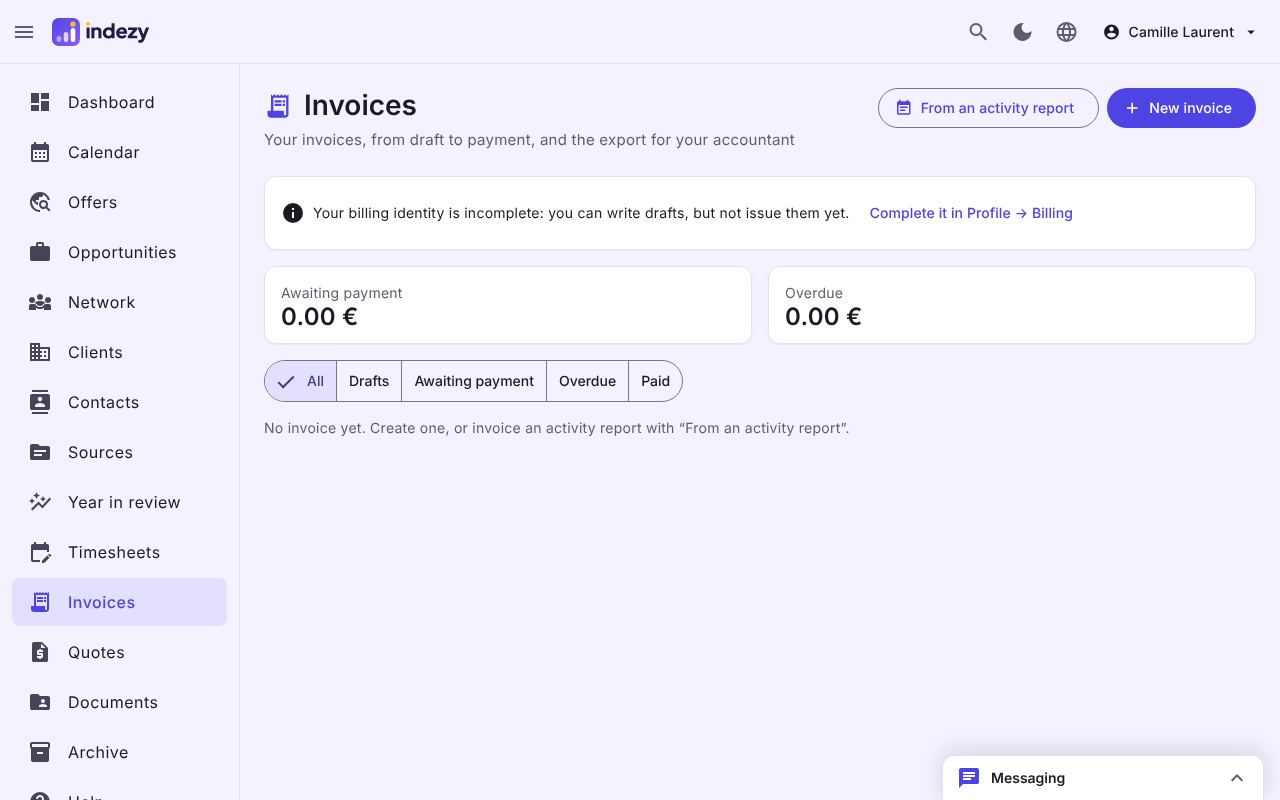 indezy
Camille Laurent
Dashboard
Calendar
Offers
Opportunities
Network
Clients
Contacts
Sources
Year in review
Timesheets
Invoices
Quotes
Documents
Archive
Help
Invoices
Your invoices, from draft to payment, and the export for your accountant
From an activity report
New invoice
Your billing identity is incomplete: you can write drafts, but not issue them yet. Complete it in Profile → Billing
Awaiting payment
0.00 €
Overdue
0.00 €
All Drafts Awaiting payment Overdue Paid
No invoice yet. Create one, or invoice an activity report with “From an activity report”.
Messaging